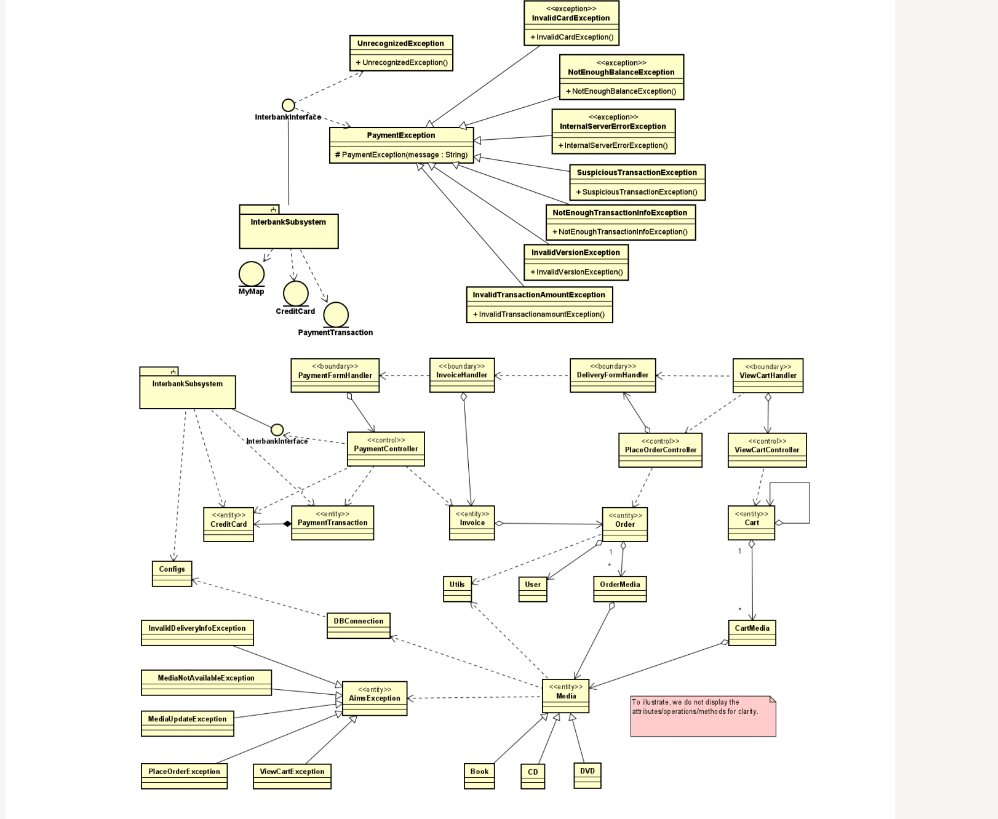 <<exception>>
InvalidCardException
+ InvalidCardException()
UnrecognizedException
+ UnrecognizedException()
<<exception>>
NotEnoughBalanceException
+ NotEnoughBalanceException()
InterbankInterface
<<exception>>
InternalServerErrorException
+ InternalServerErrorException()
PaymentException
# PaymentException(message : String)
SuspiciousTransactionException
+ SuspiciousTransactionException()
NotEnoughTransactionInfoException
+ NotEnoughTransactionInfoException()
InterbankSubsystem
InvalidVersionException
+ InvalidVersionException()
MyMap
CreditCard
PaymentTransaction
InvalidTransactionAmountException
+ InvalidTransactionamountException()
InterbankSubsystem
<<boundary>>
PaymentFormHandler
<<boundary>>
InvoiceHandler
<<boundary>>
DeliveryFormHandler
<<boundary>>
ViewCartHandler
InterbankInterface
<<control>>
PaymentController
<<control>>
PlaceOrderController
<<control>>
ViewCartController
<<entity>>
CreditCard
<<entity>>
PaymentTransaction
<<entity>>
Invoice
<<entity>>
Order
<<entity>>
Cart
1
*
1
*
Configs
Utils
User
OrderMedia
DBConnection
CartMedia
InvalidDeliveryInfoException
MediaNotAvailableException
<<entity>>
AimsException
<<entity>>
Media
To illustrate, we do not display the
attributes/operations/methods for clarity.
MediaUpdateException
PlaceOrderException
ViewCartException
Book
CD
DVD